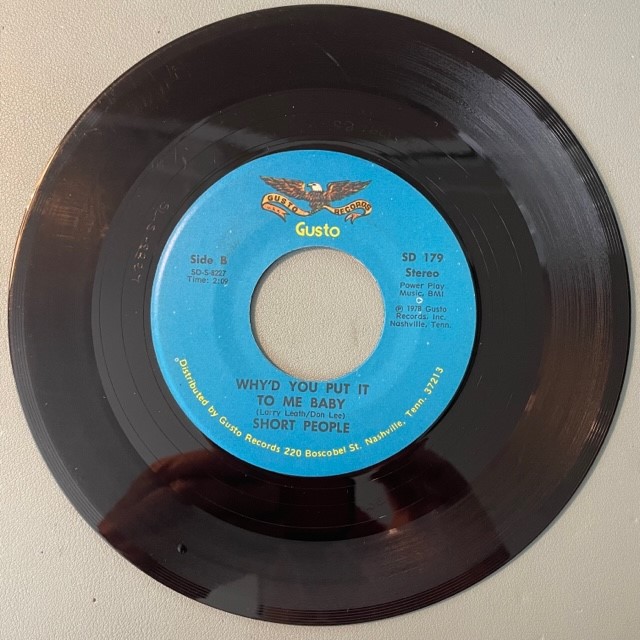 GUSTO RECORDS
Gusto
Side B
SD-S-8227
Time: 2:09
SD 179
Stereo
Power Play
Music, BMI
℗ 1978 Gusto
Records, Inc.
Nashville, Tenn.
WHY'D YOU PUT IT
TO ME BABY
(Larry Leath/Don Lee)
SHORT PEOPLE
Distributed by Gusto Records 220 Boscobel St. Nashville, Tenn. 37213